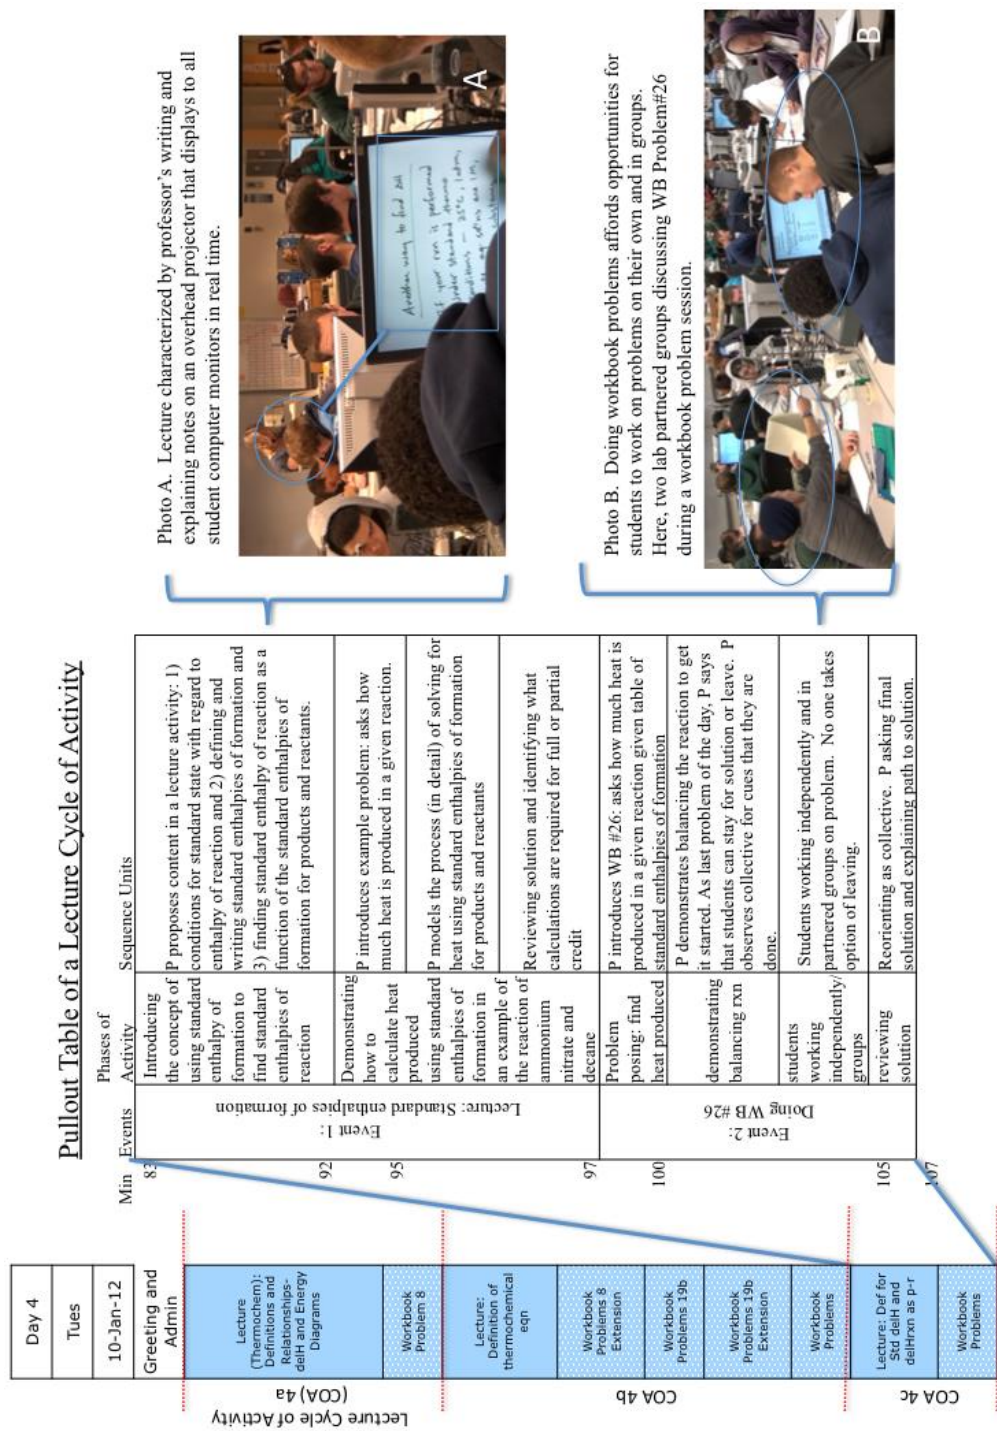 Pullout Table of a Lecture Cycle of Activity
Day 4
Tues
10-Jan-12
Greeting and
Admin
Lecture Cycle of Activity
(COA) 4a
Lecture
(Thermochem):
Definitions and
Relationships-
delH and Energy
Diagrams
Workbook
Problem 8
COA 4b
Lecture:
Definition of
thermochemical
eqn
Workbook
Problems 8
Extension
Workbook
Problems 19b
Workbook
Problems 19b
Extension
Workbook
Problems
COA 4c
Lecture: Def for
Std delH and
delHrxn as p-r
Workbook
Problems
Min
Events
Phases of
Activity
Sequence Units
83
92
95
97
100
105
107
Event 1:
Lecture: Standard enthalpies of formation
Introducing
the concept of
using standard
enthalpy of
formation to
find standard
enthalpies of
reaction
P proposes content in a lecture activity: 1)
conditions for standard state with regard to
enthalpy of reaction and 2) defining and
writing standard enthalpies of formation and
3) finding standard enthalpy of reaction as a
function of the standard enthalpies of
formation for products and reactants.
Demonstrating
how to
calculate heat
produced
using standard
enthalpies of
formation in
an example of
the reaction of
ammonium
nitrate and
decane
P introduces example problem: asks how
much heat is produced in a given reaction.
P models the process (in detail) of solving for
heat using standard enthalpies of formation
for products and reactants
Reviewing solution and identifying what
calculations are required for full or partial
credit
Event 2:
Doing WB #26
Problem
posing: find
heat produced
P introduces WB #26: asks how much heat is
produced in a given reaction given table of
standard enthalpies of formation
demonstrating
balancing rxn
P demonstrates balancing the reaction to get
it started. As last problem of the day, P says
that students can stay for solution or leave. P
observes collective for cues that they are
done.
students
working
independently/
groups
Students working independently and in
partnered groups on problem. No one takes
option of leaving.
reviewing
solution
Reorienting as collective. P asking final
solution and explaining path to solution.
Photo A. Lecture characterized by professor's writing and
explaining notes on an overhead projector that displays to all
student computer monitors in real time.
Another way to find ΔH
If your rxn is performed
under standard thermo
conditions - 25°C, 1 atm,
A
Photo B. Doing workbook problems affords opportunities for
students to work on problems on their own and in groups.
Here, two lab partnered groups discussing WB Problem#26
during a workbook problem session.
B